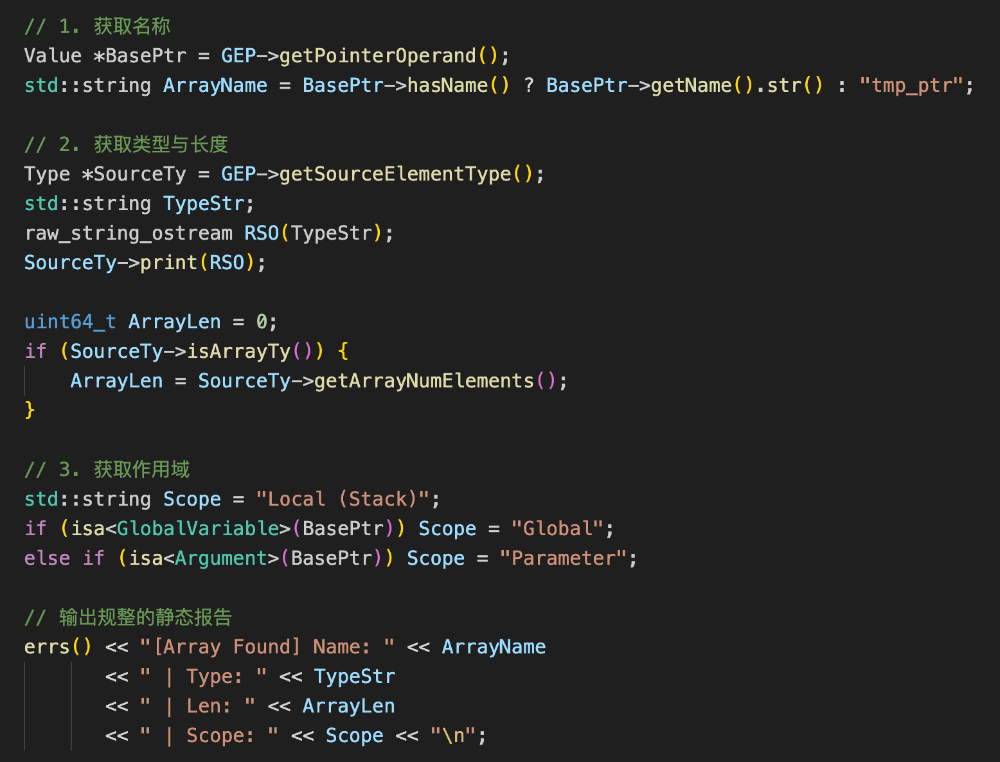 // 1. 获取名称
Value *BasePtr = GEP->getPointerOperand();
std::string ArrayName = BasePtr->hasName() ? BasePtr->getName().str() : "tmp_ptr";
// 2. 获取类型与长度
Type *SourceTy = GEP->getSourceElementType();
std::string TypeStr;
raw_string_ostream RSO(TypeStr);
SourceTy->print(RSO);
uint64_t ArrayLen = 0;
if (SourceTy->isArrayTy()) {
    ArrayLen = SourceTy->getArrayNumElements();
}
// 3. 获取作用域
std::string Scope = "Local (Stack)";
if (isa<GlobalVariable>(BasePtr)) Scope = "Global";
else if (isa<Argument>(BasePtr)) Scope = "Parameter";
// 输出规整的静态报告
errs() << "[Array Found] Name: " << ArrayName
       << " | Type: " << TypeStr
       << " | Len: " << ArrayLen
       << " | Scope: " << Scope << "\n";